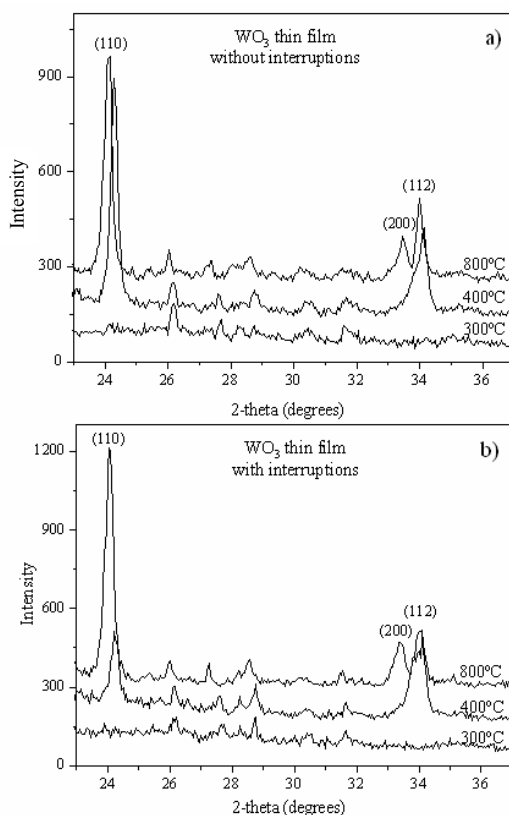 a)
WO₃ thin film
without interruptions
(110)
(200)
(112)
800ºC
400ºC
300ºC
Intensity
900
600
300
0
24 26 28 30 32 34 36
2-theta (degrees)
b)
WO₃ thin film
with interruptions
(110)
(200)
(112)
800ºC
400ºC
300ºC
Intensity
1200
900
600
300
0
24 26 28 30 32 34 36
2-theta (degrees)